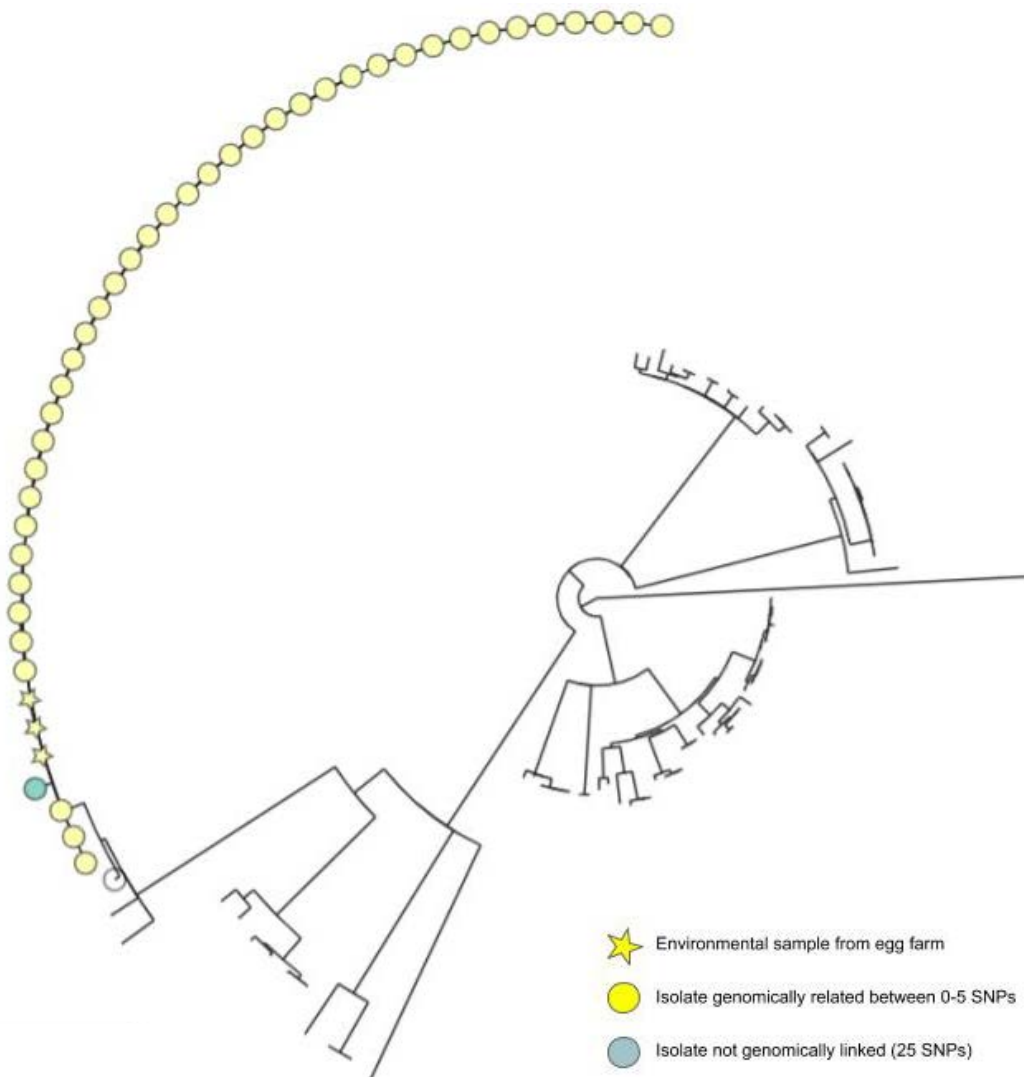 Environmental sample from egg farm
Isolate genomically related between 0-5 SNPs
Isolate not genomically linked (25 SNPs)